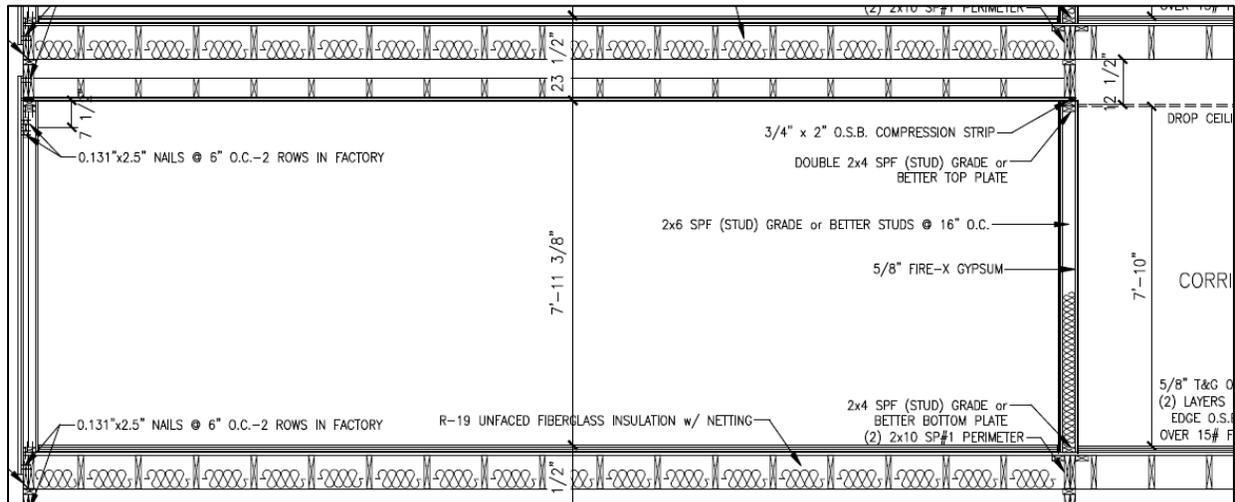 (2) 2x10 SP#1 PERIMETER
OVER 15# F
23 1/2"
12 1/2"
7 1/
3/4" x 2" O.S.B. COMPRESSION STRIP
DROP CEILI
0.131"x2.5" NAILS @ 6" O.C.-2 ROWS IN FACTORY
DOUBLE 2x4 SPF (STUD) GRADE or
BETTER TOP PLATE
2x6 SPF (STUD) GRADE or BETTER STUDS @ 16" O.C.
5/8" FIRE-X GYPSUM
7'-11 3/8"
7'-10"
CORRI
5/8" T&G O
(2) LAYERS
EDGE O.S.
OVER 15# F
2x4 SPF (STUD) GRADE or
BETTER BOTTOM PLATE
(2) 2x10 SP#1 PERIMETER
R-19 UNFACED FIBERGLASS INSULATION w/ NETTING
0.131"x2.5" NAILS @ 6" O.C.-2 ROWS IN FACTORY
1/2"